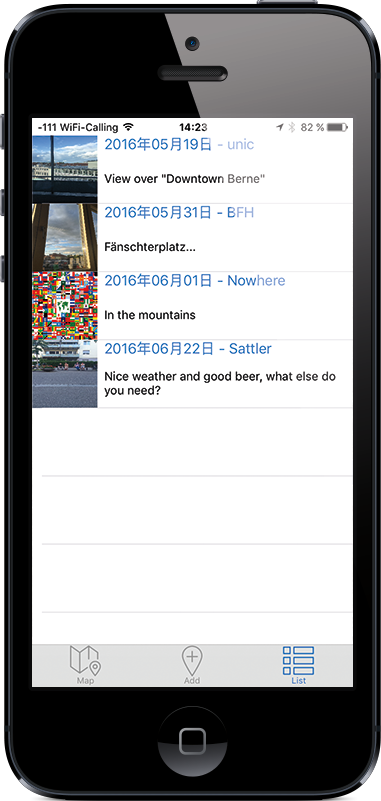 -111 WiFi-Calling 14:23 82 %
2016年05月19日 - unic
View over "Downtown Berne"
2016年05月31日 - BFH
Fänschterplatz...
2016年06月01日 - Nowhere
In the mountains
2016年06月22日 - Sattler
Nice weather and good beer, what else do
you need?
Map Add List